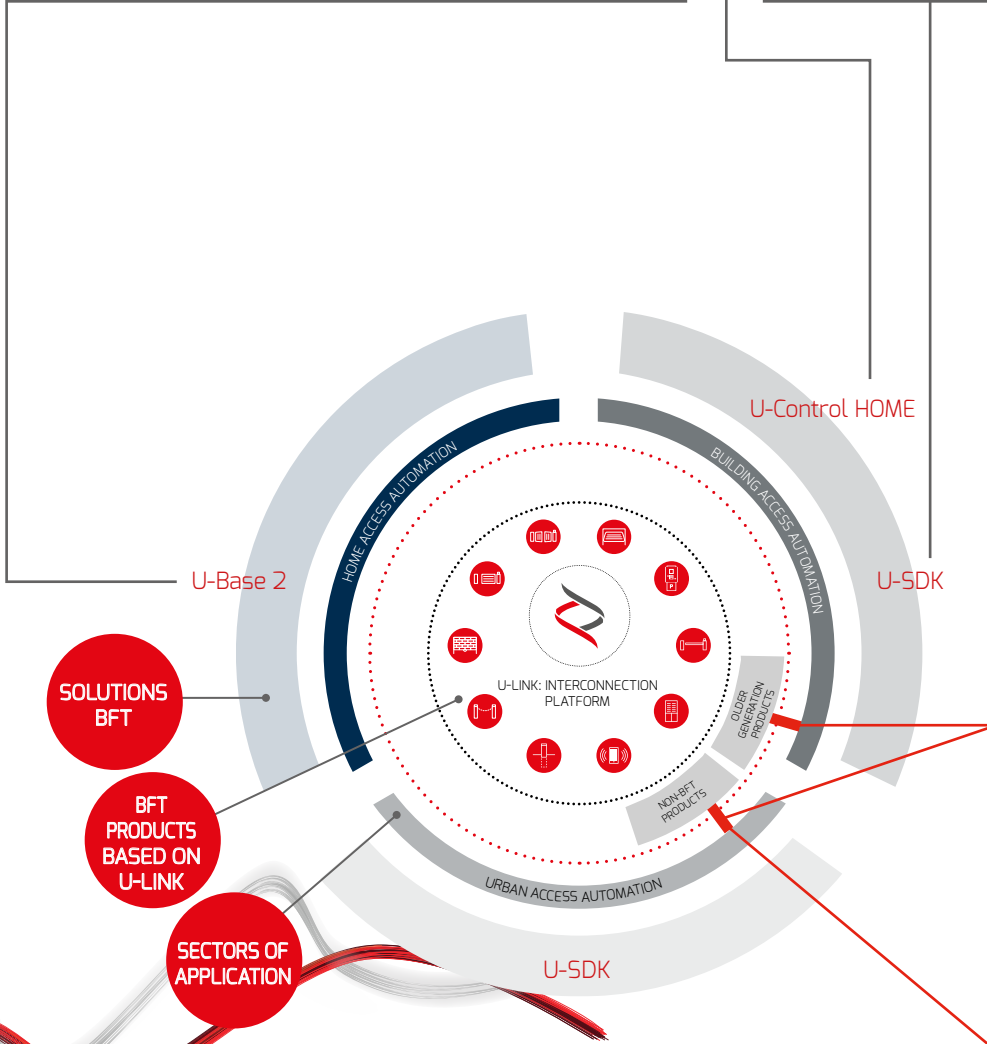 U-Control HOME
HOME ACCESS AUTOMATION
BUILDING ACCESS AUTOMATION
U-Base 2
U-SDK
SOLUTIONS
BFT
U-LINK: INTERCONNECTION
PLATFORM
OLDER
GENERATION
PRODUCTS
P
BFT
PRODUCTS
BASED ON
U-LINK
NON-BFT
PRODUCTS
URBAN ACCESS AUTOMATION
SECTORS OF
APPLICATION
U-SDK